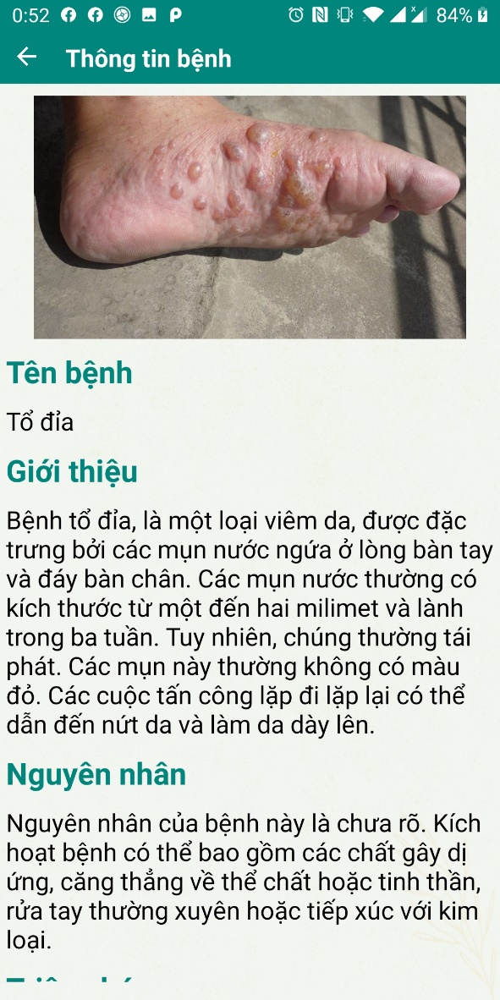 0:52
84%
Thông tin bệnh
Tên bệnh
Tổ đỉa
Giới thiệu
Bệnh tổ đỉa, là một loại viêm da, được đặc
trưng bởi các mụn nước ngứa ở lòng bàn tay
và đáy bàn chân. Các mụn nước thường có
kích thước từ một đến hai milimet và lành
trong ba tuần. Tuy nhiên, chúng thường tái
phát. Các mụn này thường không có màu
đỏ. Các cuộc tấn công lặp đi lặp lại có thể
dẫn đến nứt da và làm da dày lên.
Nguyên nhân
Nguyên nhân của bệnh này là chưa rõ. Kích
hoạt bệnh có thể bao gồm các chất gây dị
ứng, căng thẳng về thể chất hoặc tinh thần,
rửa tay thường xuyên hoặc tiếp xúc với kim
loại.